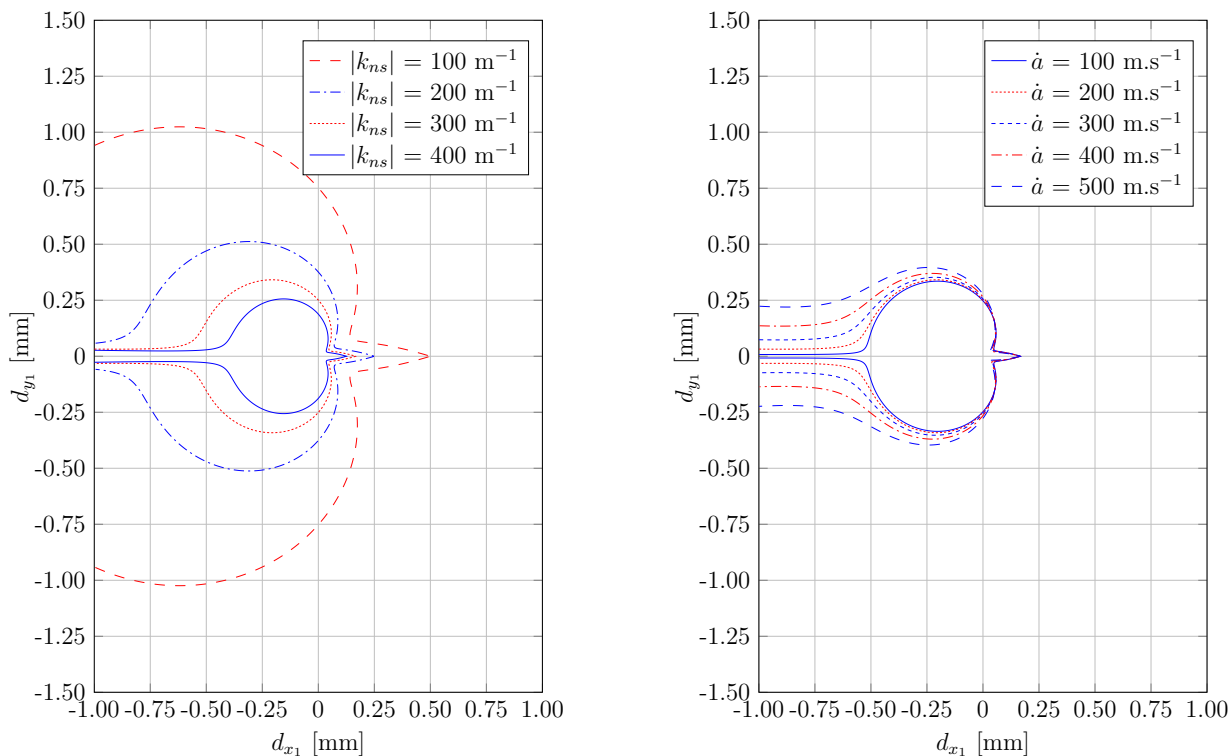 1.50
1.25
1.00
0.75
0.50
0.25
0
-0.25
-0.50
-0.75
-1.00
-1.25
-1.50
d_{y_1} [mm]
|k_{ns}| = 100 m^{−1}
|k_{ns}| = 200 m^{−1}
|k_{ns}| = 300 m^{−1}
|k_{ns}| = 400 m^{−1}
-1.00 -0.75 -0.50 -0.25 0 0.25 0.50 0.75 1.00
d_{x_1} [mm]
1.50
1.25
1.00
0.75
0.50
0.25
0
-0.25
-0.50
-0.75
-1.00
-1.25
-1.50
d_{y_1} [mm]
ȧ = 100 m.s^{−1}
ȧ = 200 m.s^{−1}
ȧ = 300 m.s^{−1}
ȧ = 400 m.s^{−1}
ȧ = 500 m.s^{−1}
-1.00 -0.75 -0.50 -0.25 0 0.25 0.50 0.75 1.00
d_{x_1} [mm]